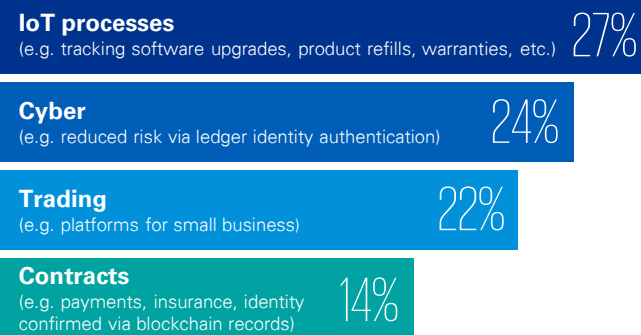 IoT processes
(e.g. tracking software upgrades, product refills, warranties, etc.)
27%
Cyber
(e.g. reduced risk via ledger identity authentication)
24%
Trading
(e.g. platforms for small business)
22%
Contracts
(e.g. payments, insurance, identity
confirmed via blockchain records)
14%